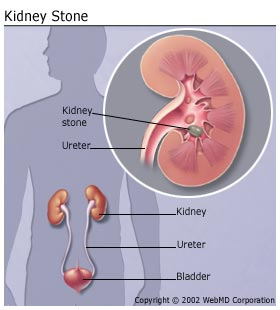 Kidney Stone
Kidney
stone
Ureter
Kidney
Ureter
Bladder
Copyright © 2002 WebMD Corporation